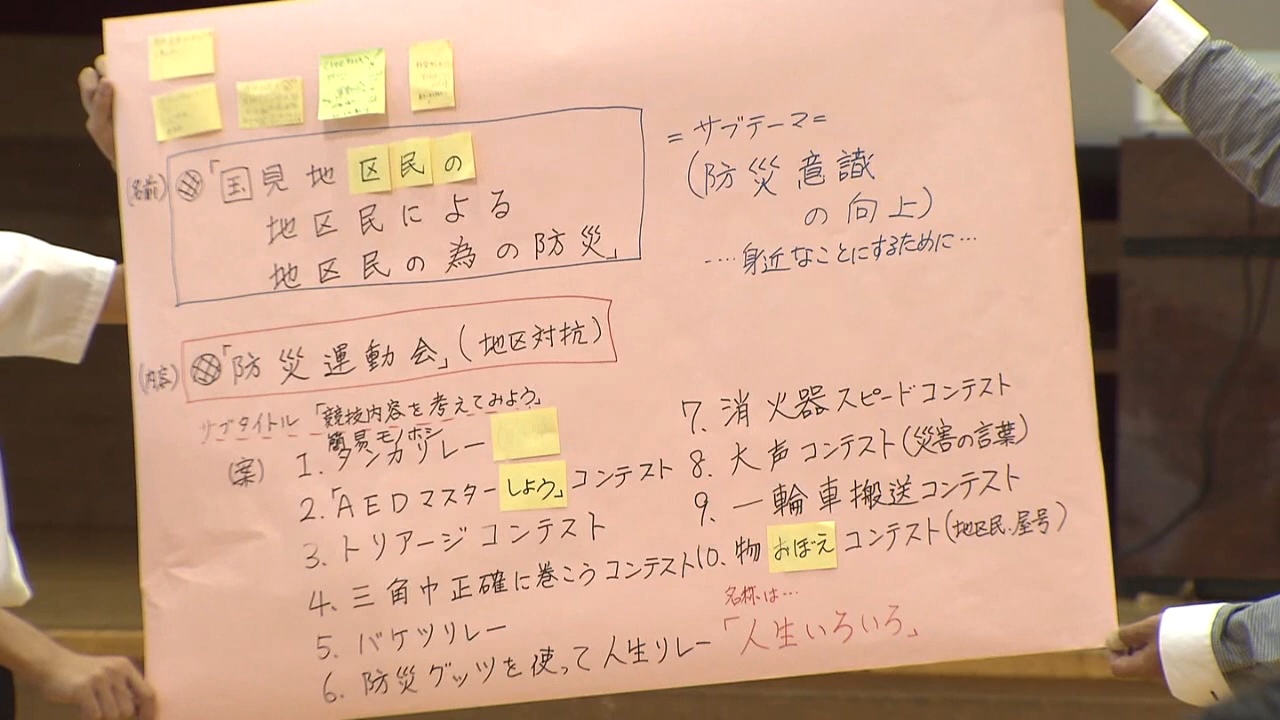 (名前) 「国見地区民の
地区民による
地区民の為の防災」
=サブテーマ=
(防災意識
の向上)
‥‥身近なことにするために…
(内容) 「防災運動会」(地区対抗)
サブタイトル 「競技内容を考えてみよう」
(案)
簡易モノホシ
1. タンカリレー
2. 「AEDマスターしよう」コンテスト
3. トリアージコンテスト
4. 三角巾正確に巻こうコンテスト
5. バケツリレー
6. 防災グッツを使って人生リレー
7. 消火器スピードコンテスト
8. 大声コンテスト(災害の言葉)
9. 一輪車搬送コンテスト
10. 物おぼえコンテスト(地区民.屋号)
名称は…
「人生いろいろ」